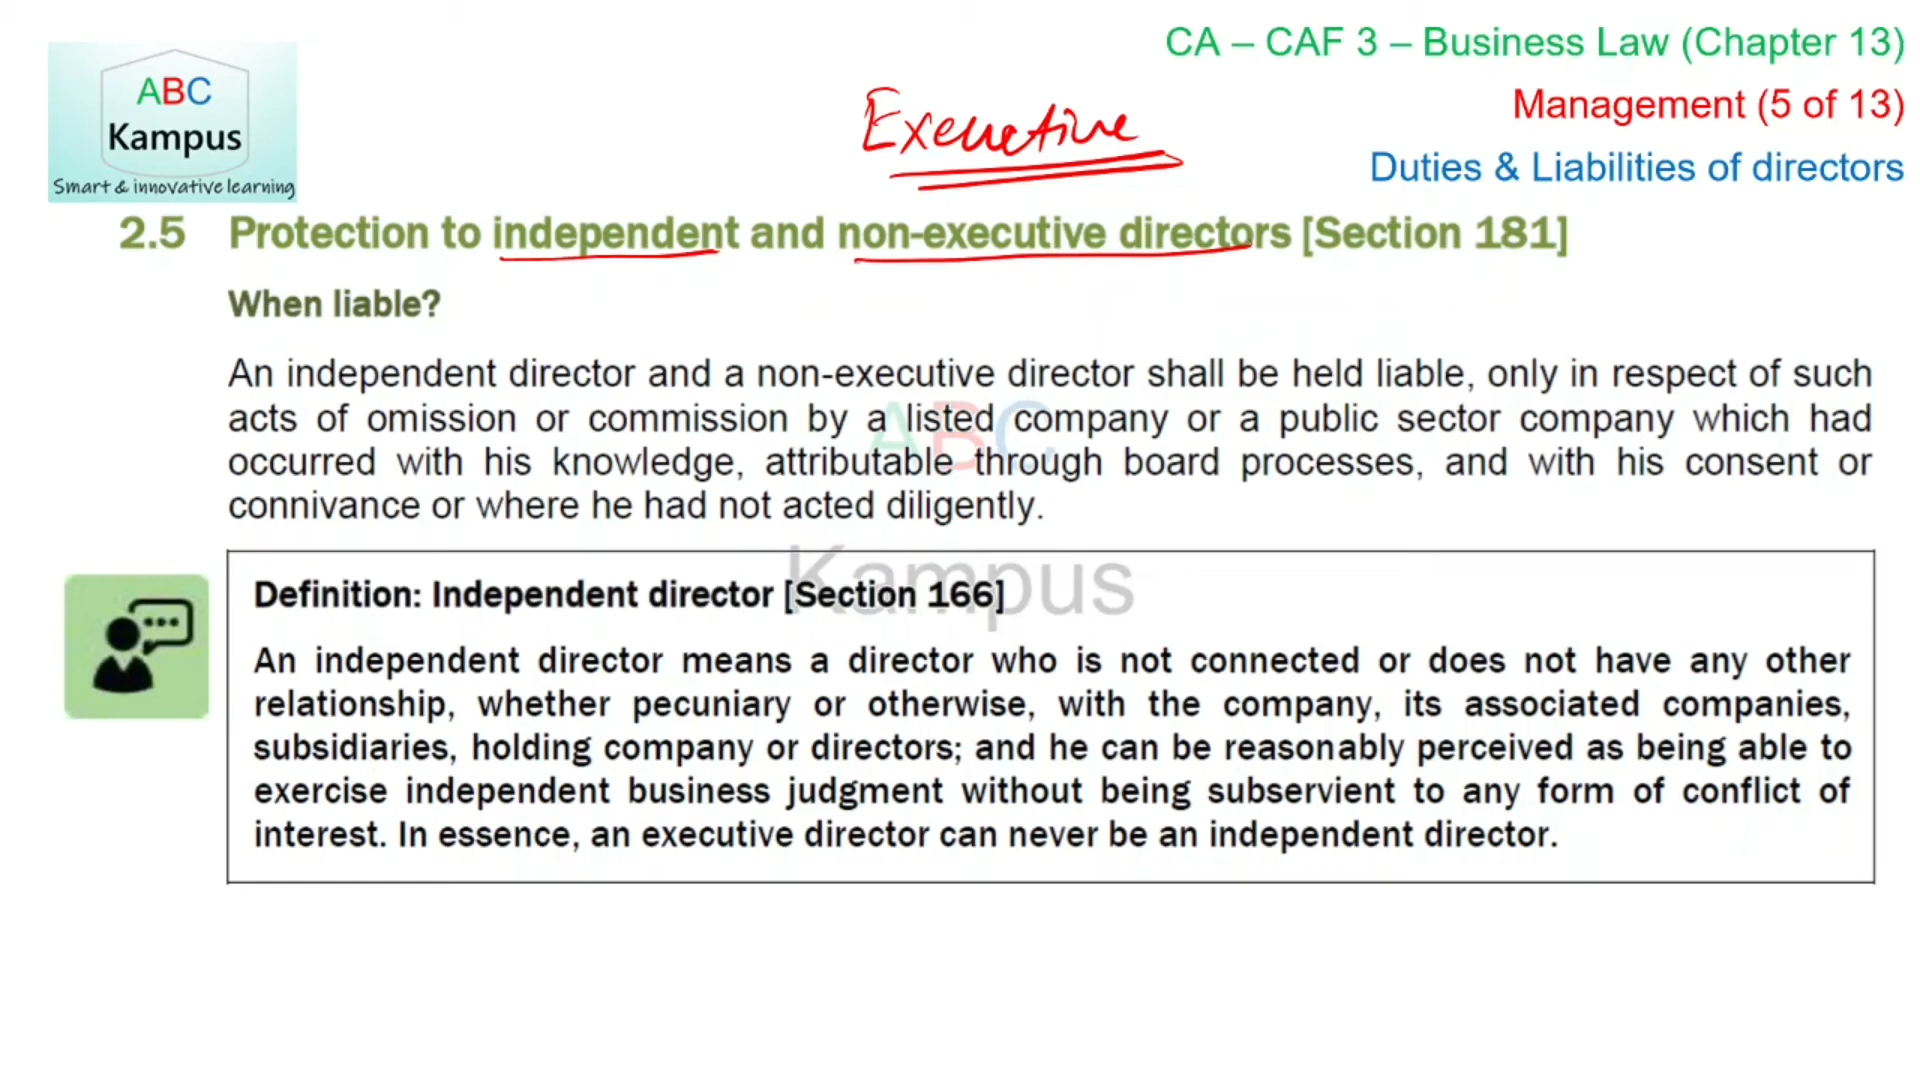 CA – CAF 3 – Business Law (Chapter 13)
ABC
Kampus
Smart & innovative learning
Executive
Management (5 of 13)
Duties & Liabilities of directors
2.5 Protection to independent and non-executive directors [Section 181]
When liable?
An independent director and a non-executive director shall be held liable, only in respect of such
acts of omission or commission by a listed company or a public sector company which had
occurred with his knowledge, attributable through board processes, and with his consent or
connivance or where he had not acted diligently.
ABC
Kampus
Definition: Independent director [Section 166]
An independent director means a director who is not connected or does not have any other
relationship, whether pecuniary or otherwise, with the company, its associated companies,
subsidiaries, holding company or directors; and he can be reasonably perceived as being able to
exercise independent business judgment without being subservient to any form of conflict of
interest. In essence, an executive director can never be an independent director.